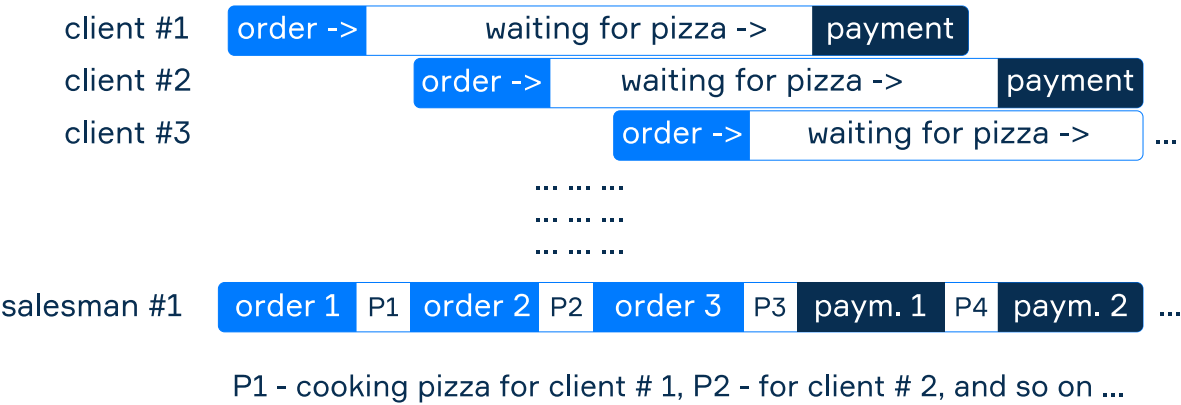 client #1 order -> waiting for pizza -> payment
client #2 order -> waiting for pizza -> payment
client #3 order -> waiting for pizza -> ...
... ... ...
... ... ...
... ... ...
salesman #1 order 1 P1 order 2 P2 order 3 P3 paym. 1 P4 paym. 2 ...
P1 - cooking pizza for client # 1, P2 - for client # 2, and so on ...